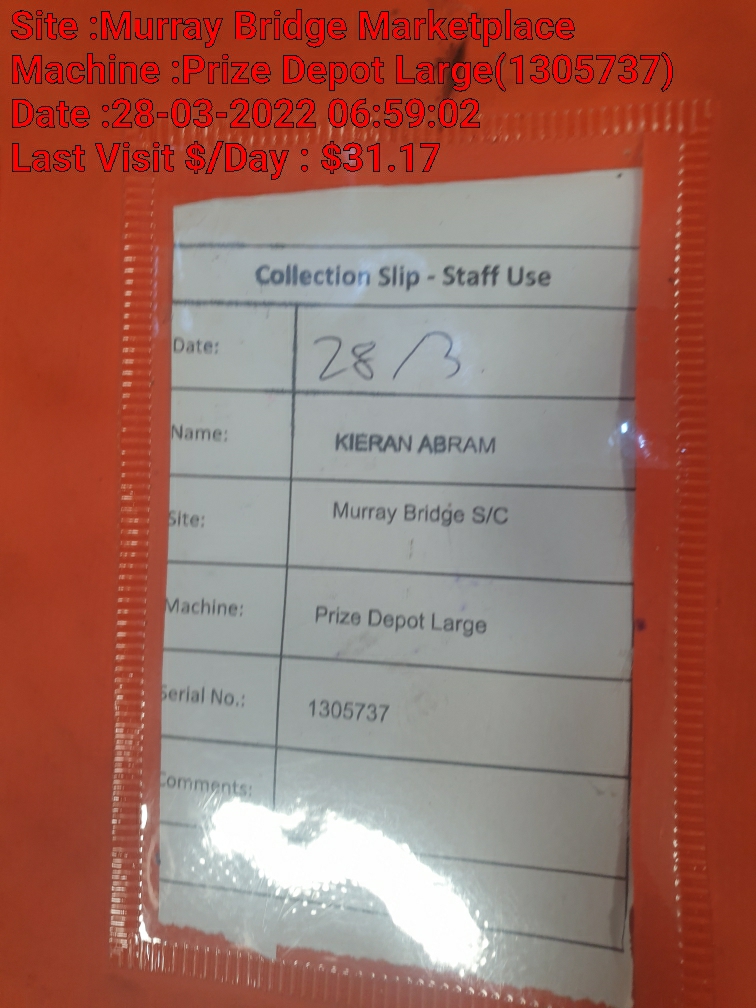 Site :Murray Bridge Marketplace
Machine :Prize Depot Large(1305737)
Date :28-03-2022 06:59:02
Last Visit $/Day : $31.17
Collection Slip - Staff Use
Date: 28/3
Name: KIERAN ABRAM
Site: Murray Bridge S/C
Machine: Prize Depot Large
Serial No.: 1305737
Comments: